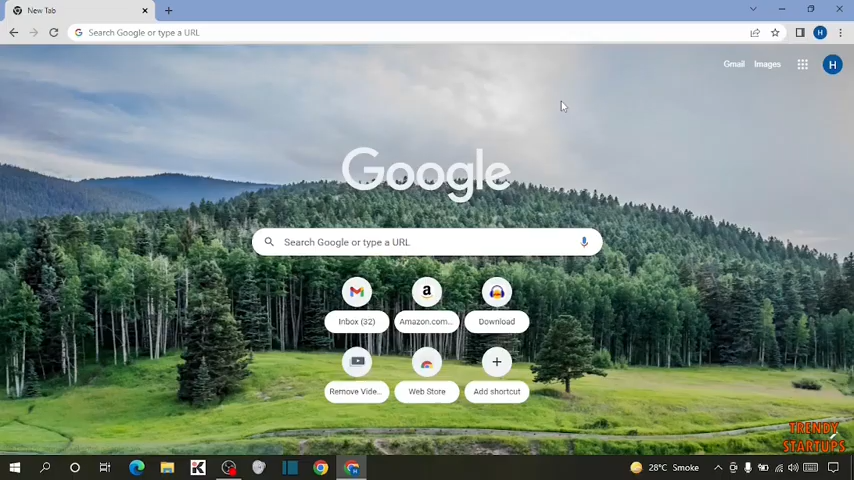 New Tab
Search Google or type a URL
H
Gmail
Images
H
Google
Search Google or type a URL
Inbox (32)
Amazon.com...
Download
Remove Vide...
Web Store
Add shortcut
TRENDY
STARTUPS
28°C Smoke